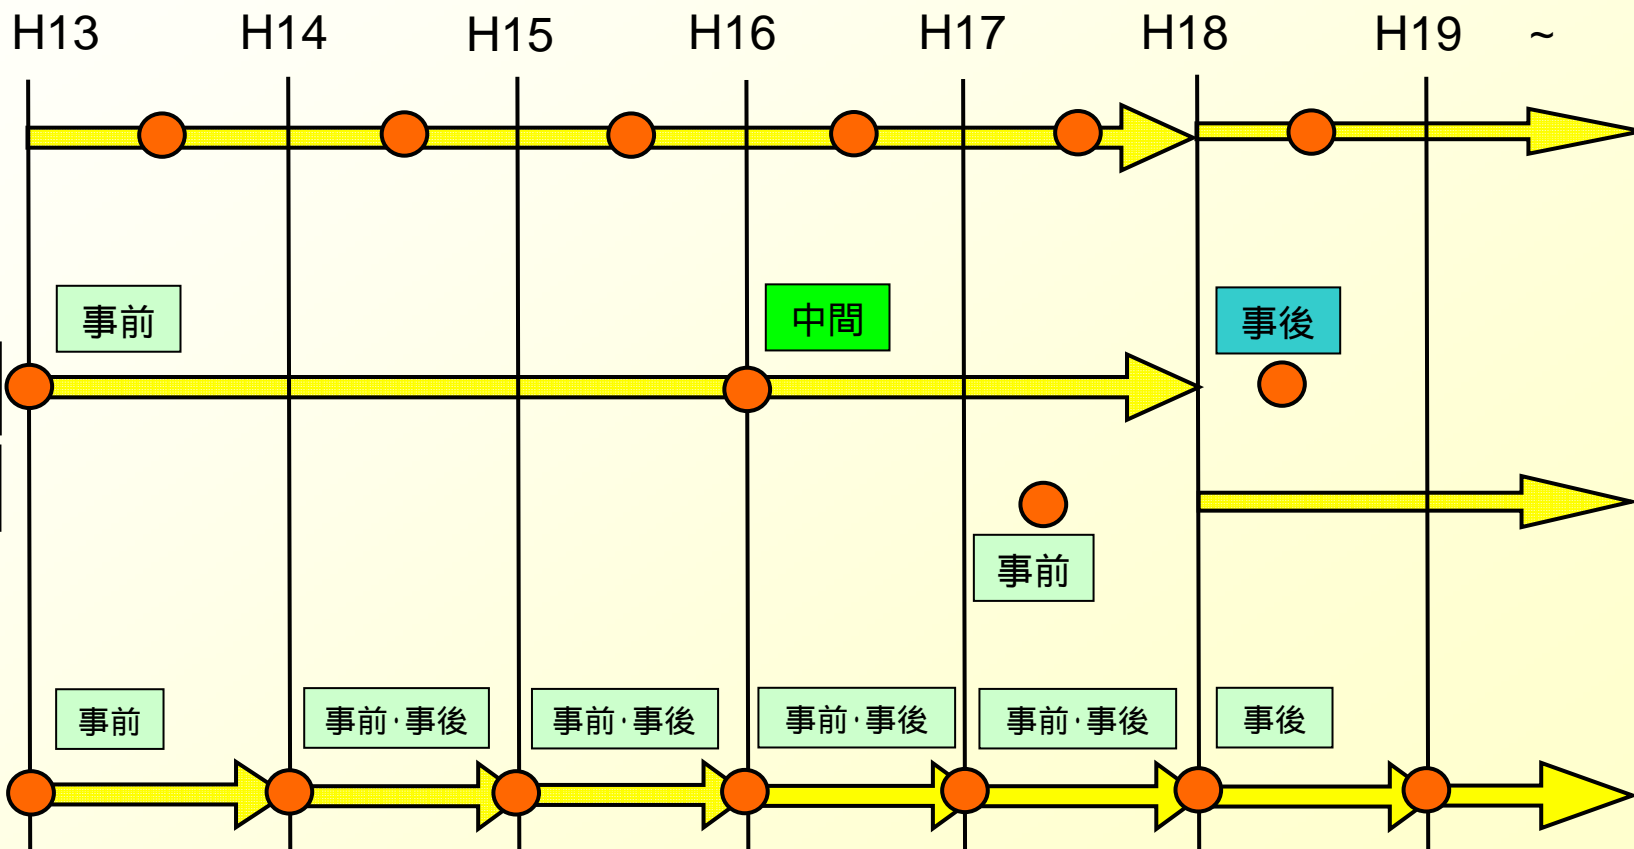 H13 H14 H15 H16 H17 H18 H19 ~
事前 中間 事後
事前
事前 事前・事後 事前・事後 事前・事後 事前・事後 事後